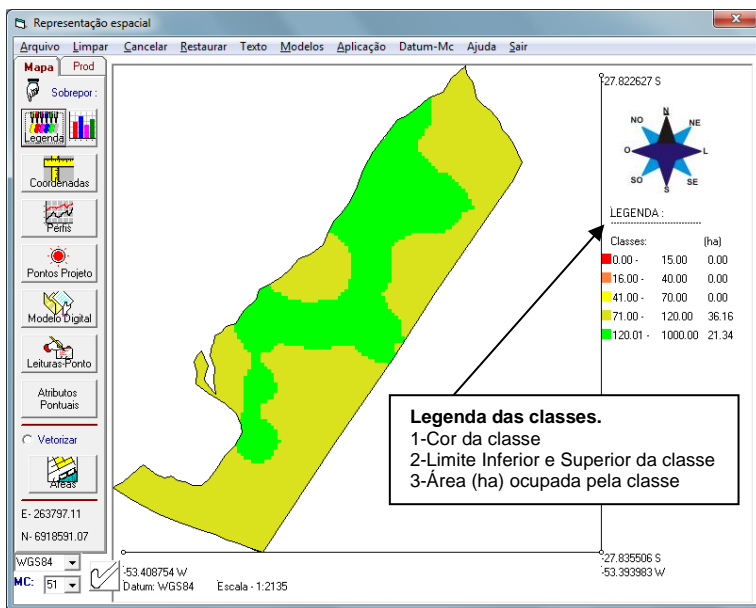 Representação espacial
Arquivo Limpar Cancelar Restaurar Texto Modelos Aplicação Datum-Mc Ajuda Sair
Mapa Prod
Sobrepor :
Legenda
Coordenadas
Perfis
Pontos Projeto
Modelo Digital
Leituras-Ponto
Atributos
Pontuais
Vetorizar
Áreas
E- 263797.11
N- 6918591.07
WGS84
MC: 51
-27.822627 S
N
NO NE
O L
SO SE
S
LEGENDA :
Classes: (ha)
0.00 - 15.00 0.00
16.00 - 40.00 0.00
41.00 - 70.00 0.00
71.00 - 120.00 36.16
120.01 - 1000.00 21.34
Legenda das classes.
1-Cor da classe
2-Limite Inferior e Superior da classe
3-Área (ha) ocupada pela classe
-27.835506 S
-53.408754 W -53.393983 W
Datum: WGS84 Escala - 1:2135